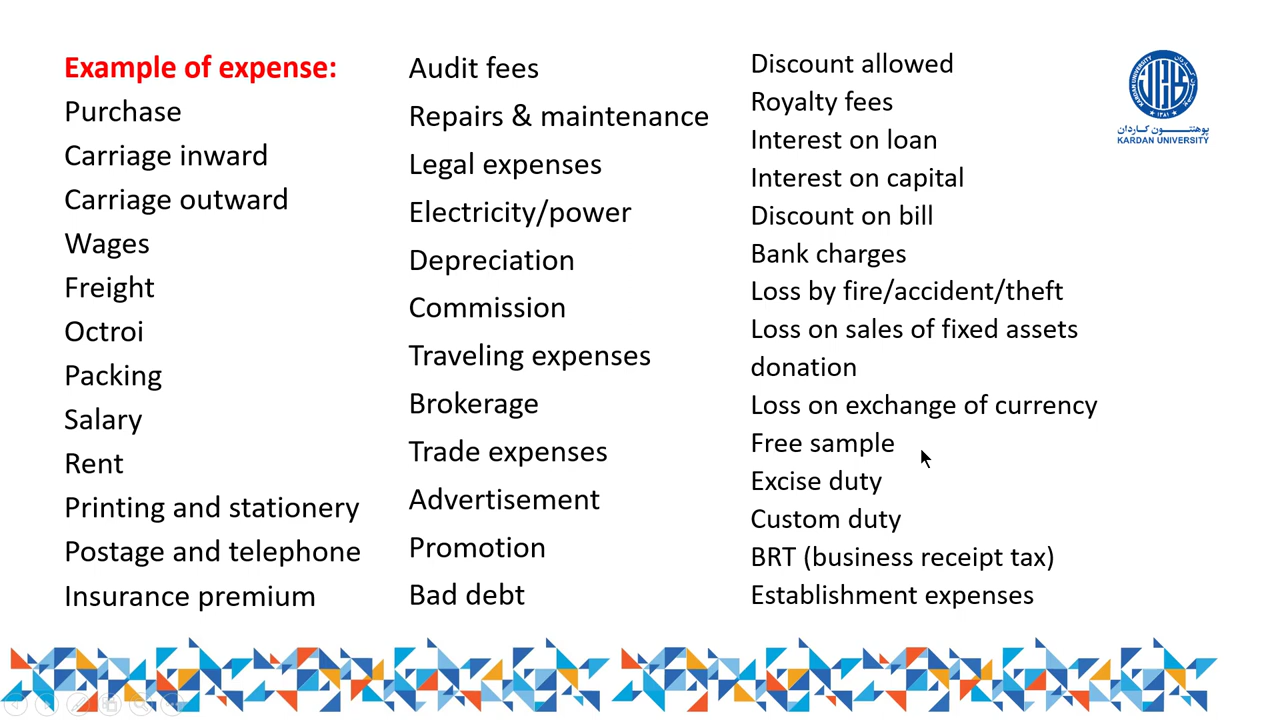 Example of expense:
Purchase
Carriage inward
Carriage outward
Wages
Freight
Octroi
Packing
Salary
Rent
Printing and stationery
Postage and telephone
Insurance premium
Audit fees
Repairs & maintenance
Legal expenses
Electricity/power
Depreciation
Commission
Traveling expenses
Brokerage
Trade expenses
Advertisement
Promotion
Bad debt
Discount allowed
Royalty fees
Interest on loan
Interest on capital
Discount on bill
Bank charges
Loss by fire/accident/theft
Loss on sales of fixed assets
donation
Loss on exchange of currency
Free sample
Excise duty
Custom duty
BRT (business receipt tax)
Establishment expenses
پوهنتـــــون کـــاردان
KARDAN UNIVERSITY